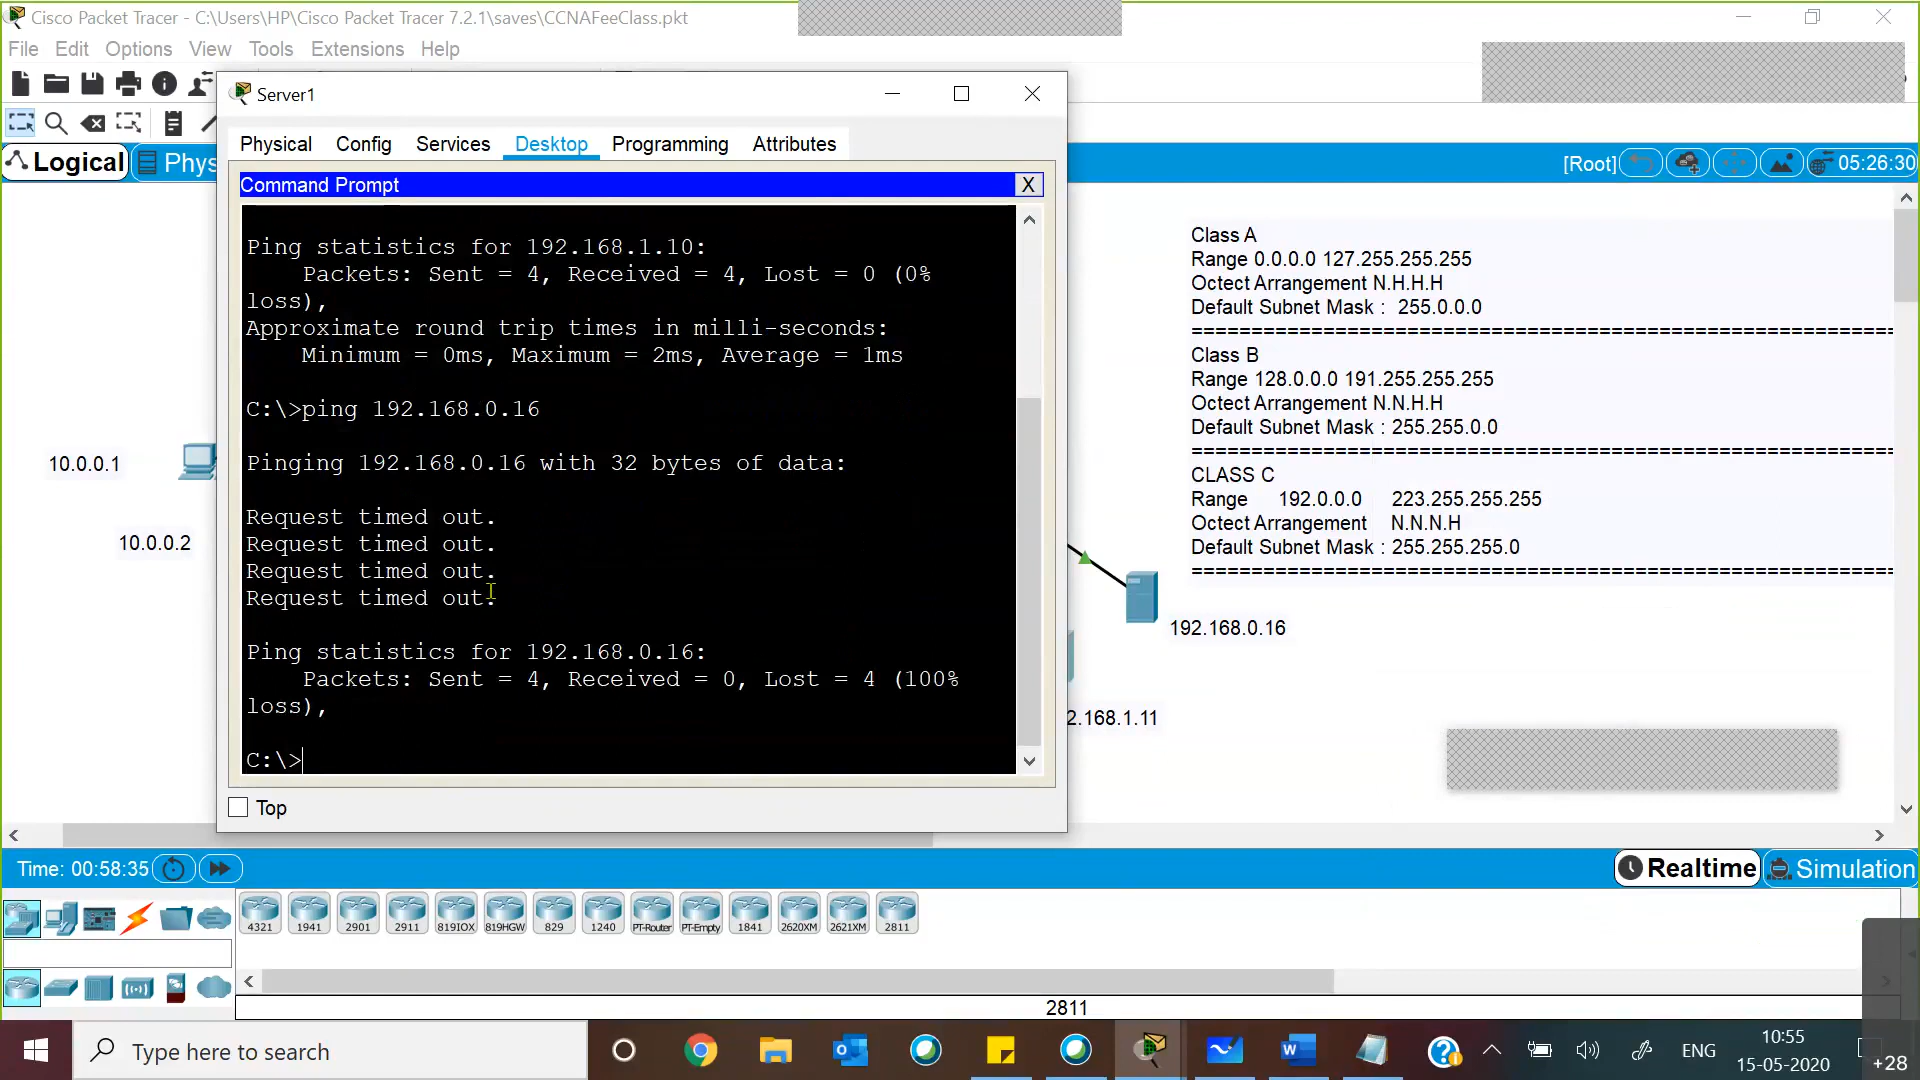 Cisco Packet Tracer - C:\Users\HP\Cisco Packet Tracer 7.2.1\saves\CCNAFeeClass.pkt
File Edit Options View Tools Extensions Help
Server1
Physical Config Services Desktop Programming Attributes
Logical
Phys
[Root]
05:26:30
Command Prompt
X
Ping statistics for 192.168.1.10:
Packets: Sent = 4, Received = 4, Lost = 0 (0%
loss),
Approximate round trip times in milli-seconds:
Minimum = 0ms, Maximum = 2ms, Average = 1ms
C:\>ping 192.168.0.16
Pinging 192.168.0.16 with 32 bytes of data:
Request timed out.
Request timed out.
Request timed out.
Request timed out.
Ping statistics for 192.168.0.16:
Packets: Sent = 4, Received = 0, Lost = 4 (100%
loss),
C:\>
Top
10.0.0.1
10.0.0.2
Class A
Range 0.0.0.0 127.255.255.255
Octect Arrangement N.H.H.H
Default Subnet Mask :  255.0.0.0
===========================================================
Class B
Range 128.0.0.0 191.255.255.255
Octect Arrangement N.N.H.H
Default Subnet Mask : 255.255.0.0
===========================================================
CLASS C
Range 192.0.0.0 223.255.255.255
Octect Arrangement N.N.N.H
Default Subnet Mask : 255.255.255.0
===========================================================
192.168.0.16
2.168.1.11
Time: 00:58:35
Realtime
Simulation
4321 1941 2901 2911 819IOX 819HGW 829 1240 PT-Router PT-Empty 1841 2620XM 2621XM 2811
2811
Type here to search
ENG
10:55
15-05-2020
+28